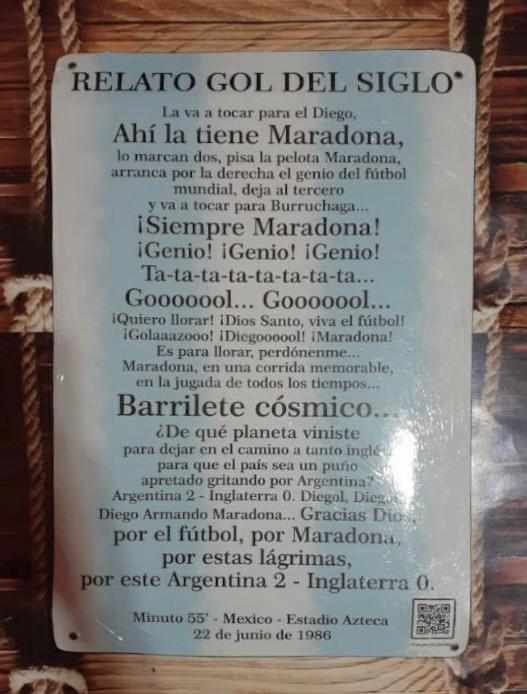 RELATO GOL DEL SIGLO
La va a tocar para el Diego,
Ahí la tiene Maradona,
lo marcan dos, pisa la pelota Maradona,
arranca por la derecha el genio del fútbol
mundial, deja al tercero
y va a tocar para Burruchaga...
¡Siempre Maradona!
¡Genio! ¡Genio! ¡Genio!
Ta-ta-ta-ta-ta-ta-ta-ta...
Gooooool... Gooooool...
¡Quiero llorar! ¡Dios Santo, viva el fútbol!
¡Golaaazooo! ¡Diegoooool! ¡Maradona!
Es para llorar, perdónenme...
Maradona, en una corrida memorable,
en la jugada de todos los tiempos...
Barrilete cósmico...
¿De qué planeta viniste
para dejar en el camino a tanto
para que el país sea un puño
apretado gritando por Argentina?
Argentina 2 - Inglaterra 0. Diegol,
Diego Armando Maradona... Gracias Dios,
por el fútbol, por Maradona,
por estas lágrimas,
por este Argentina 2 - Inglaterra 0.
Minuto 55' - Mexico - Estadio Azteca
22 de junio de 1986